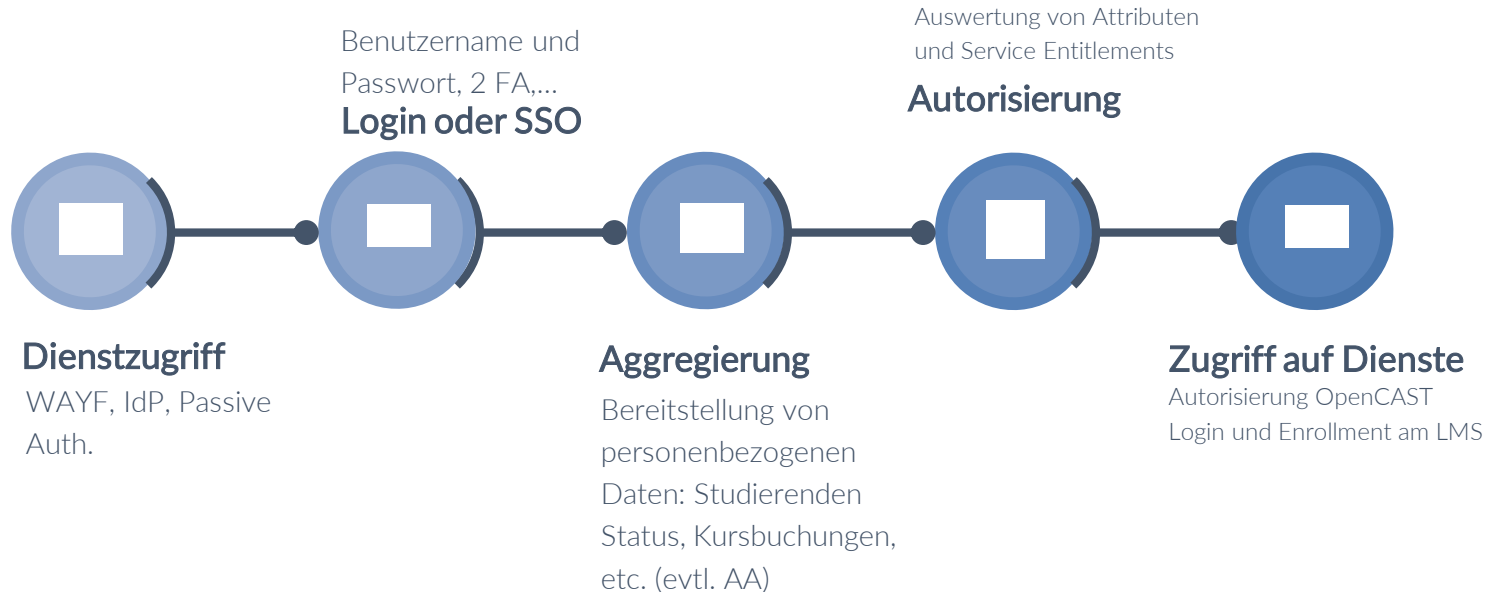 Dienstzugriff
WAYF, IdP, Passive
Auth.
Benutzername und
Passwort, 2 FA,...
Login oder SSO
Aggregierung
Bereitstellung von
personenbezogenen
Daten: Studierenden
Status, Kursbuchungen,
etc. (evtl. AA)
Auswertung von Attributen
und Service Entitlements
Autorisierung
Zugriff auf Dienste
Autorisierung OpenCAST
Login und Enrollment am LMS